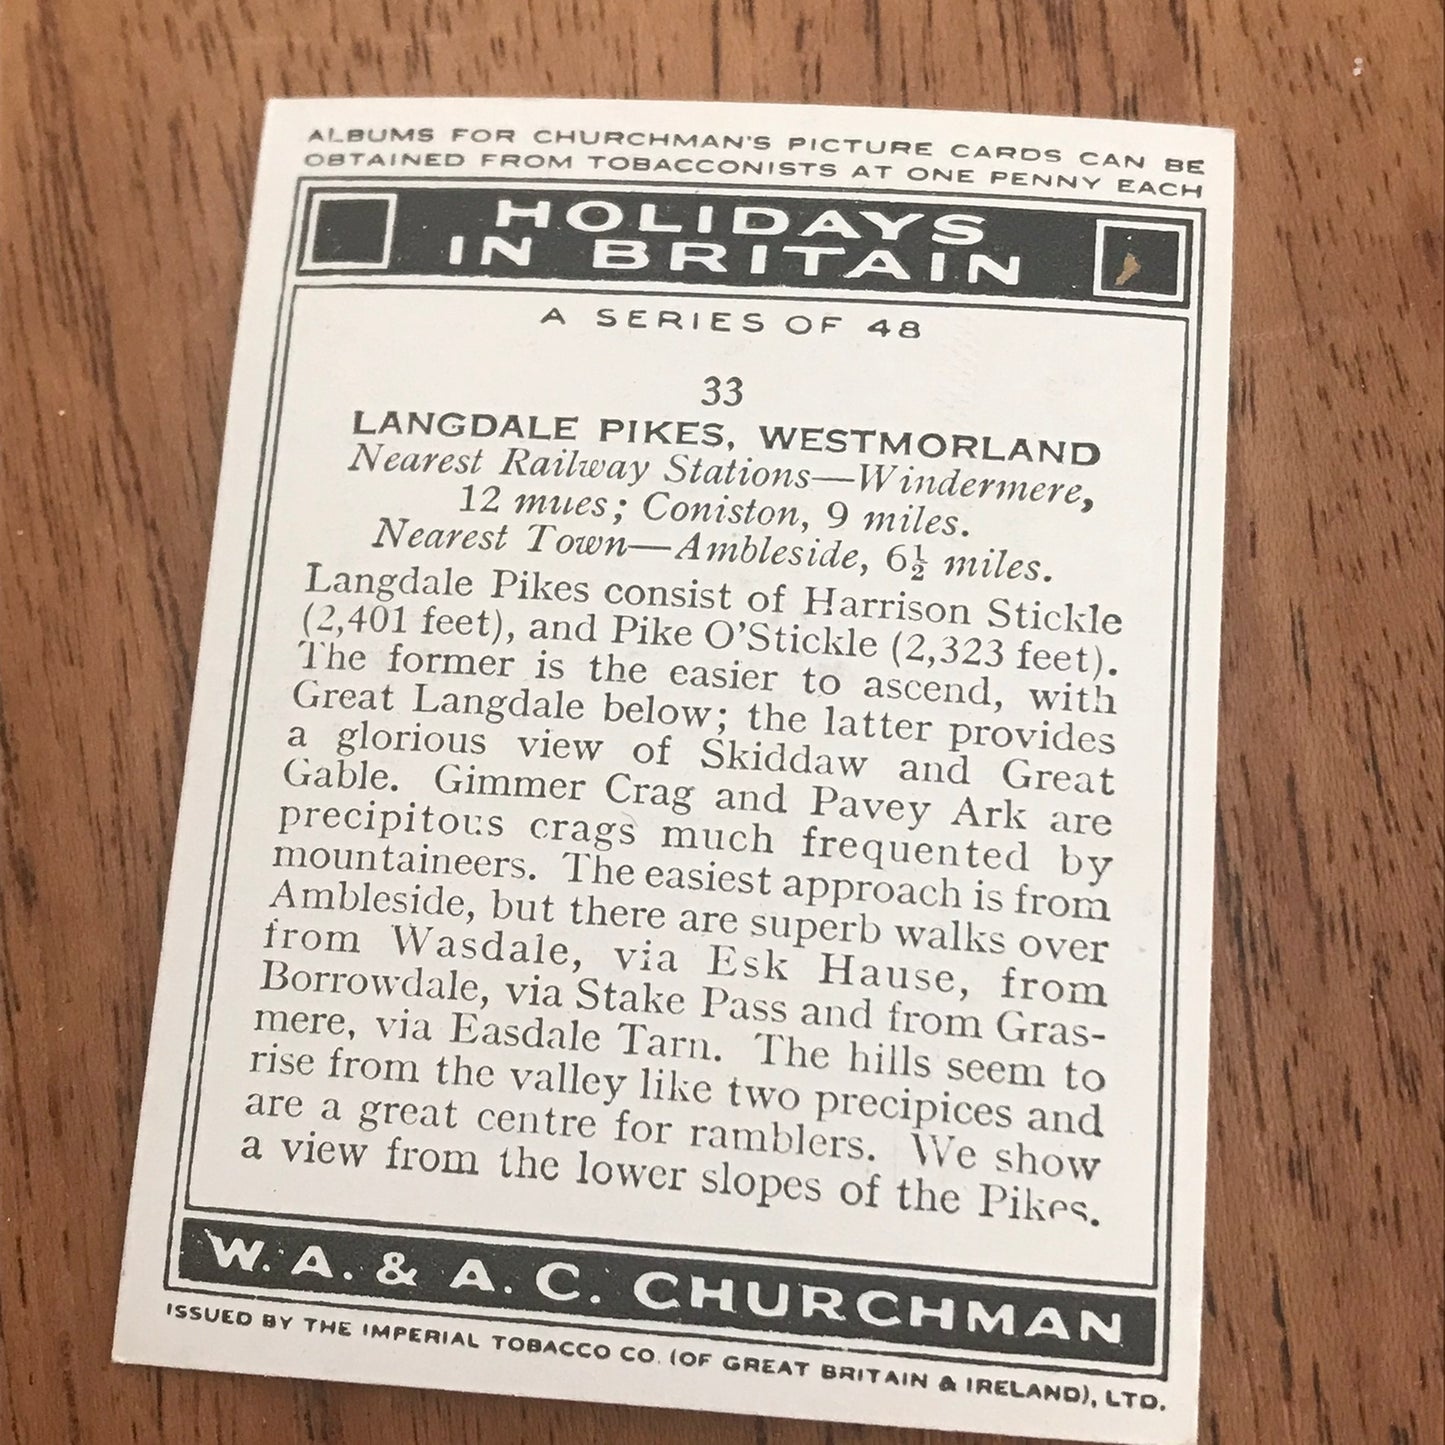 ALBUMS FOR CHURCHMAN'S PICTURE CARDS CAN BE
OBTAINED FROM TOBACCONISTS AT ONE PENNY EACH
HOLIDAYS
IN BRITAIN
A SERIES OF 48
33
LANGDALE PIKES, WESTMORLAND
Nearest Railway Stations—Windermere,
12 miles; Coniston, 9 miles.
Nearest Town—Ambleside, 6½ miles.
Langdale Pikes consist of Harrison Stickle
(2,401 feet), and Pike O'Stickle (2,323 feet).
The former is the easier to ascend, with
Great Langdale below; the latter provides
a glorious view of Skiddaw and Great
Gable. Gimmer Crag and Pavey Ark are
precipitous crags much frequented by
mountaineers. The easiest approach is from
Ambleside, but there are superb walks over
from Wasdale, via Esk Hause, from
Borrowdale, via Stake Pass and from Gras-
mere, via Easdale Tarn. The hills seem to
rise from the valley like two precipices and
are a great centre for ramblers. We show
a view from the lower slopes of the Pikes.
W. A. & A. C. CHURCHMAN
ISSUED BY THE IMPERIAL TOBACCO CO. (OF GREAT BRITAIN & IRELAND), LTD.